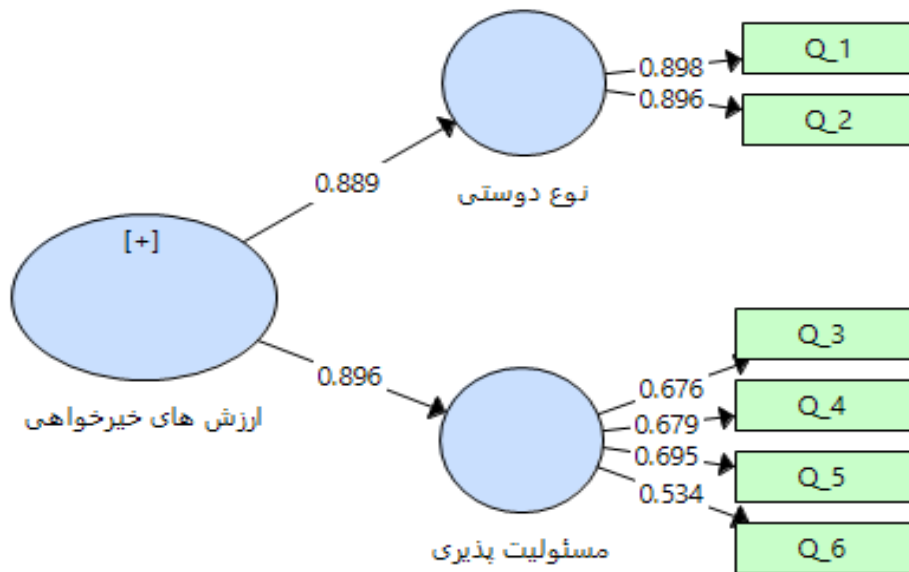 Q_1
0.898
0.896
Q_2
0.889
نوع دوستی
[+]
Q_3
0.896
0.676
Q_4
ارزش های خیرخواهی
0.679
0.695
Q_5
0.534
مسئولیت پذیری
Q_6